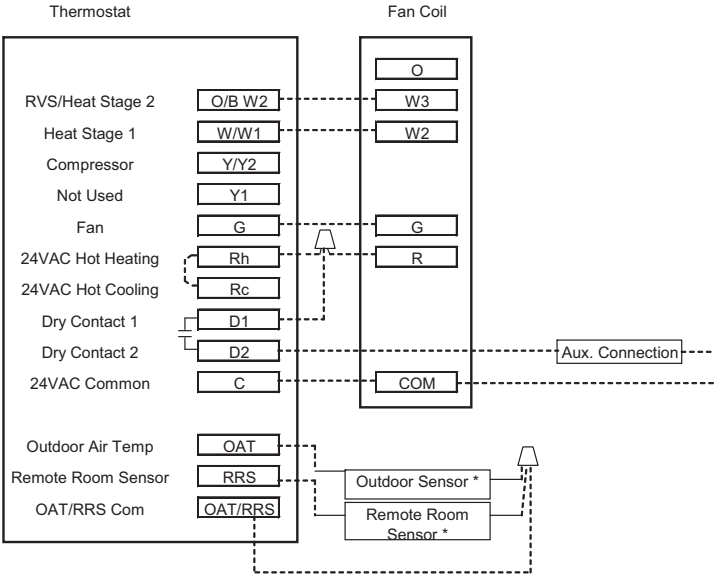 Thermostat Fan Coil
O
RVS/Heat Stage 2 O/B W2 W3
Heat Stage 1 W/W1 W2
Compressor Y/Y2
Not Used Y1
Fan G G
24VAC Hot Heating Rh R
24VAC Hot Cooling Rc
Dry Contact 1 D1
Dry Contact 2 D2 Aux. Connection
24VAC Common C COM
Outdoor Air Temp OAT
Remote Room Sensor RRS Outdoor Sensor *
OAT/RRS Com OAT/RRS Remote Room
Sensor *